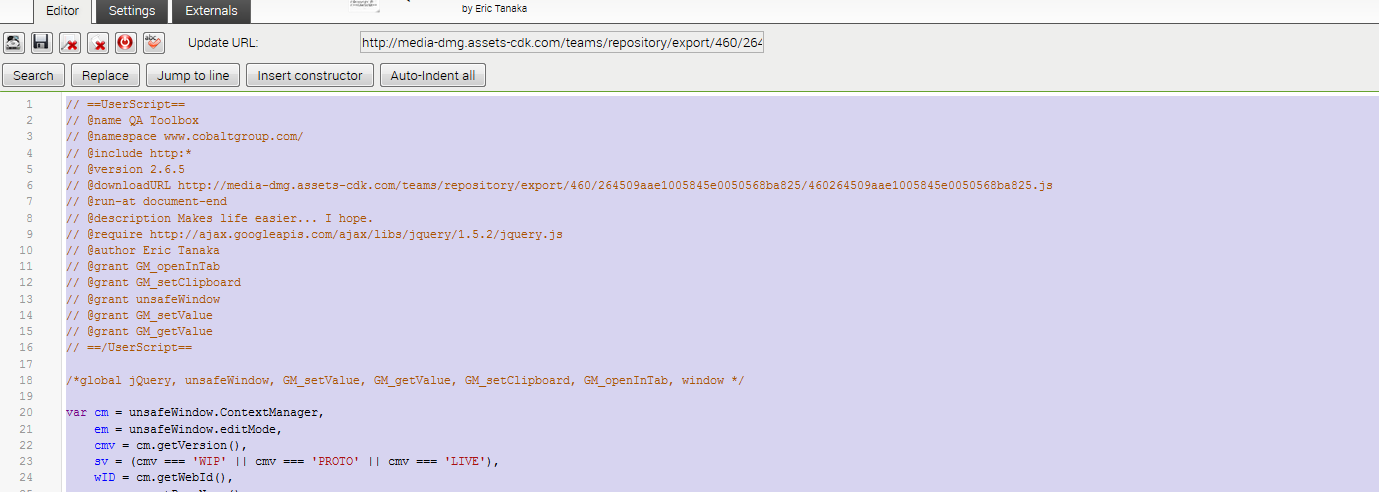 Editor Settings Externals
by Eric Tanaka
Update URL: http://media-dmg.assets-cdk.com/teams/repository/export/460/264
Search Replace Jump to line Insert constructor Auto-Indent all
1 // ==UserScript==
2 // @name QA Toolbox
3 // @namespace www.cobaltgroup.com/
4 // @include http:*
5 // @version 2.6.5
6 // @downloadURL http://media-dmg.assets-cdk.com/teams/repository/export/460/264509aae1005845e0050568ba825/460264509aae1005845e0050568ba825.js
7 // @run-at document-end
8 // @description Makes life easier... I hope.
9 // @require http://ajax.googleapis.com/ajax/libs/jquery/1.5.2/jquery.js
10 // @author Eric Tanaka
11 // @grant GM_openInTab
12 // @grant GM_setClipboard
13 // @grant unsafeWindow
14 // @grant GM_setValue
15 // @grant GM_getValue
16 // ==/UserScript==
17
18 /*global jQuery, unsafeWindow, GM_setValue, GM_getValue, GM_setClipboard, GM_openInTab, window */
19
20 var cm = unsafeWindow.ContextManager,
21 em = unsafeWindow.editMode,
22 cmv = cm.getVersion(),
23 sv = (cmv === 'WIP' || cmv === 'PROTO' || cmv === 'LIVE'),
24 wID = cm.getWebId(),